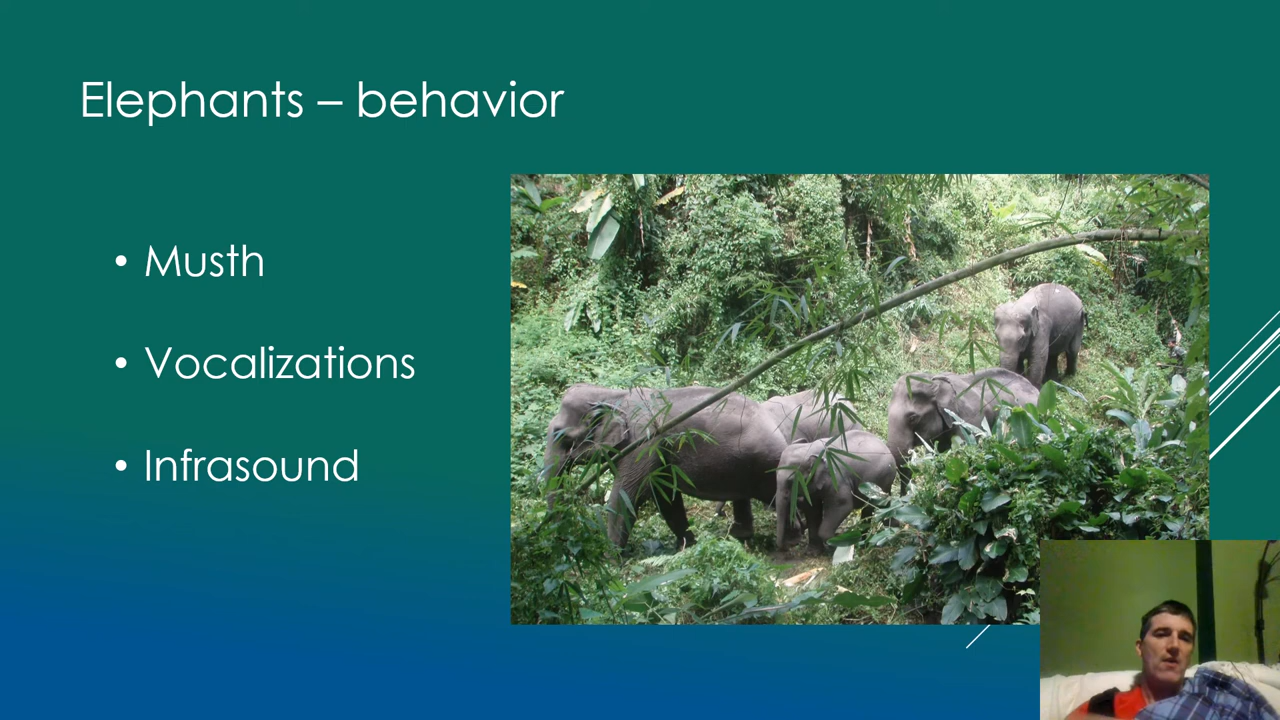 Elephants – behavior
• Musth
• Vocalizations
• Infrasound